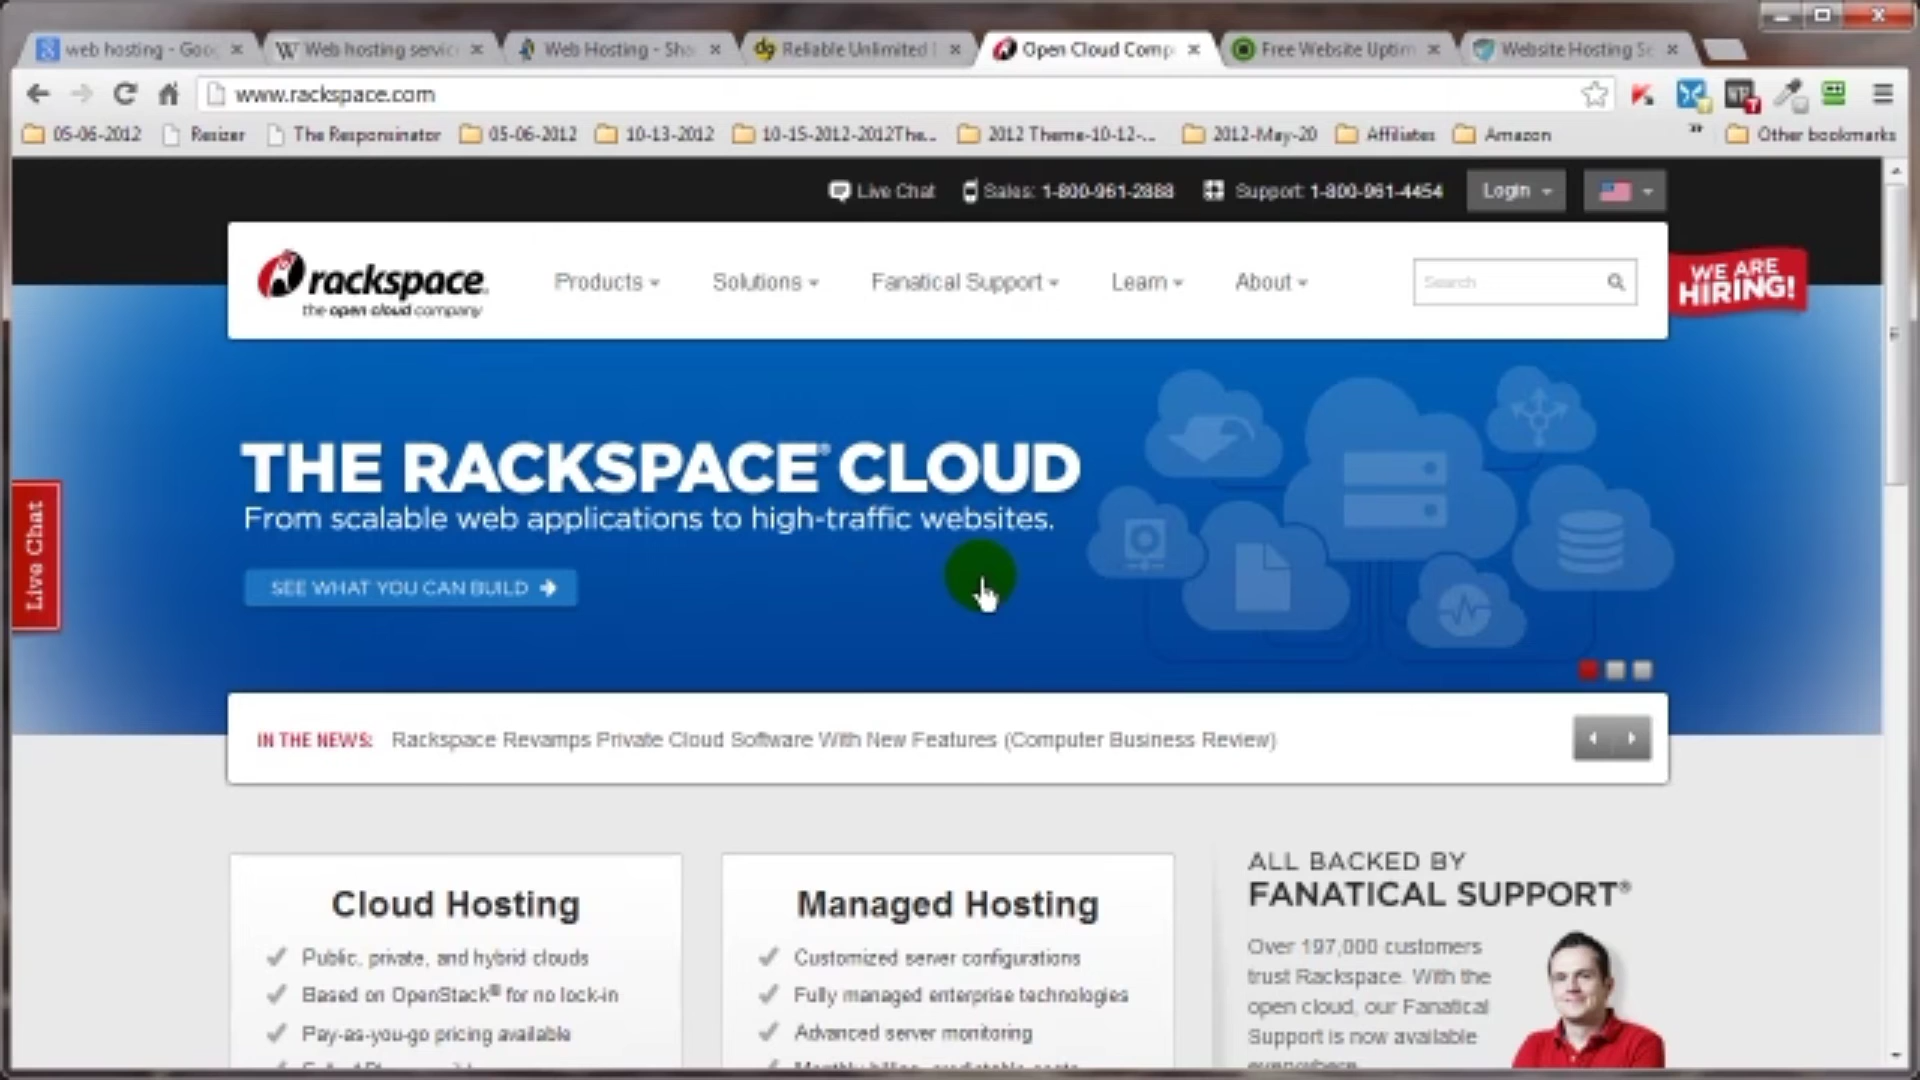 web hosting - Goo
Web hosting servic
Web Hosting - Sha
Reliable Unlimited
Open Cloud Comp
Free Website Uptim
Website Hosting Se
www.rackspace.com
05-06-2012
Resizer
The Responsinator
05-06-2012
10-13-2012
10-15-2012-2012The...
2012 Theme-10-12-...
2012-May-20
Affiliates
Amazon
Other bookmarks
Live Chat
Sales: 1-800-961-2888
Support: 1-800-961-4454
Login
rackspace.
the open cloud company
Products
Solutions
Fanatical Support
Learn
About
Search
WE ARE
HIRING!
THE RACKSPACE® CLOUD
From scalable web applications to high-traffic websites.
SEE WHAT YOU CAN BUILD
Live Chat
IN THE NEWS: Rackspace Revamps Private Cloud Software With New Features (Computer Business Review)
Cloud Hosting
Public, private, and hybrid clouds
Based on OpenStack® for no lock-in
Pay-as-you-go pricing available
Managed Hosting
Customized server configurations
Fully managed enterprise technologies
Advanced server monitoring
ALL BACKED BY
FANATICAL SUPPORT®
Over 197,000 customers
trust Rackspace. With the
open cloud, our Fanatical
Support is now available